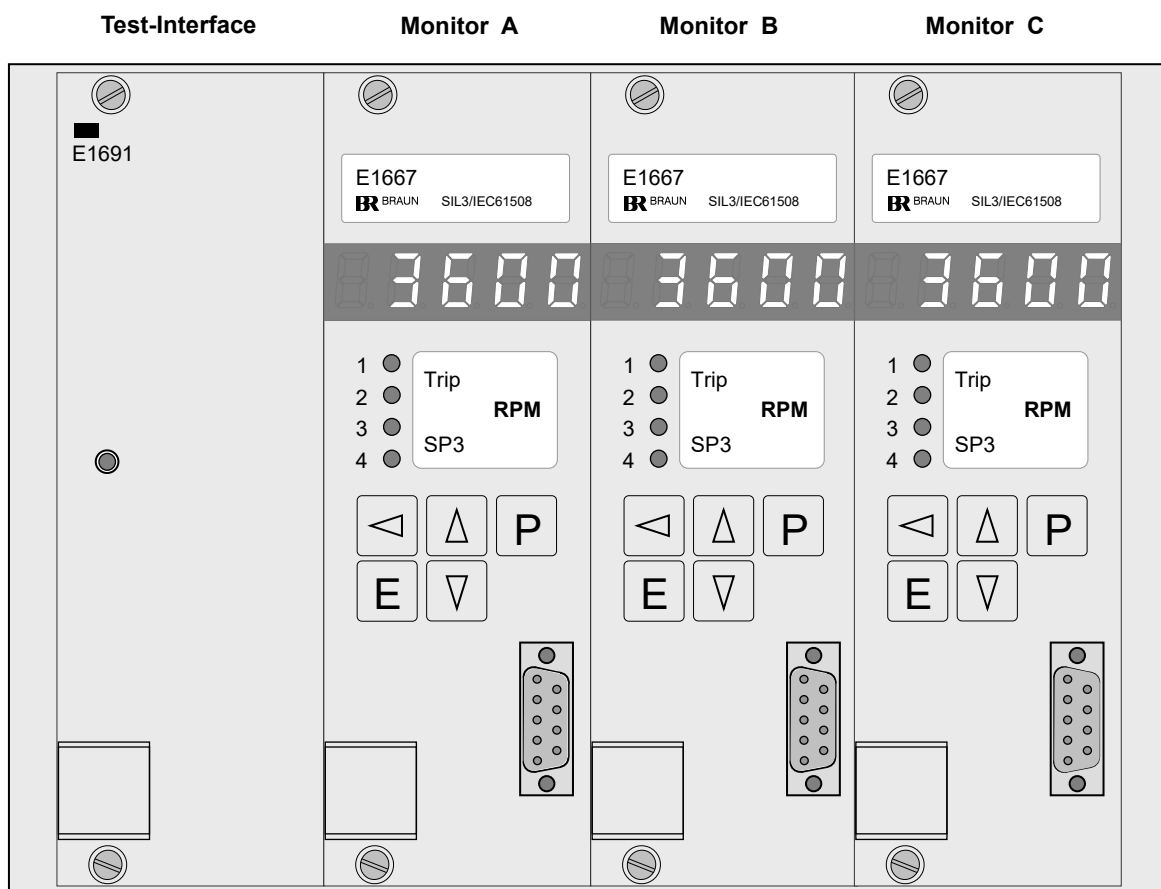 Test-Interface Monitor A Monitor B Monitor C
E1691
E1667
BR BRAUN SIL3/IEC61508
3600
1
2
3
4
Trip
RPM
SP3
P
E
E1667
BR BRAUN SIL3/IEC61508
3600
1
2
3
4
Trip
RPM
SP3
P
E
E1667
BR BRAUN SIL3/IEC61508
3600
1
2
3
4
Trip
RPM
SP3
P
E